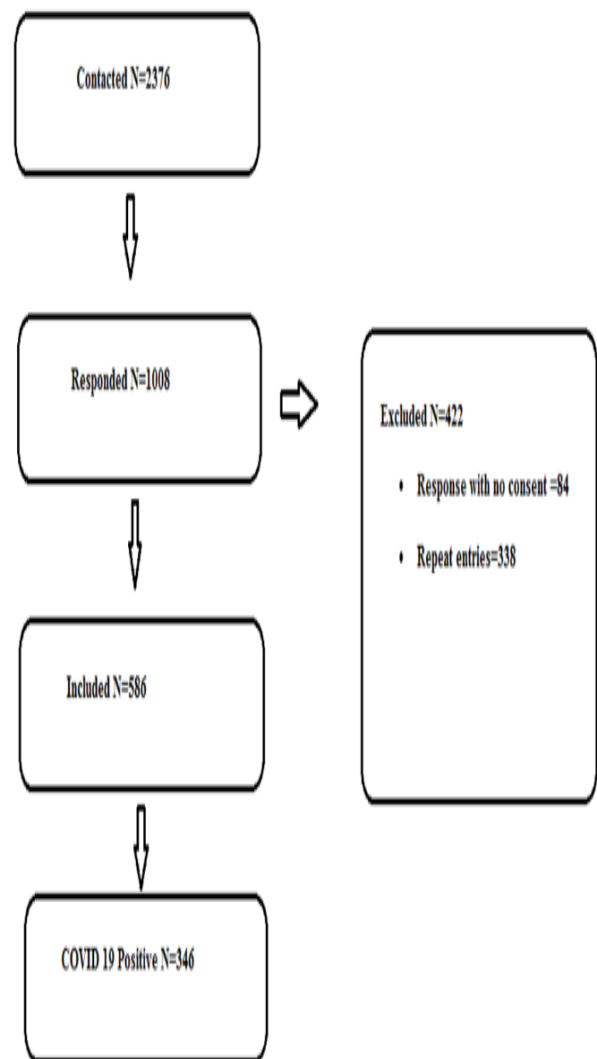 Contacted N=2376
Responded N=1008
Excluded N=422
• Response with no consent =84
• Repeat entries=338
Included N=586
COVID 19 Positive N=346